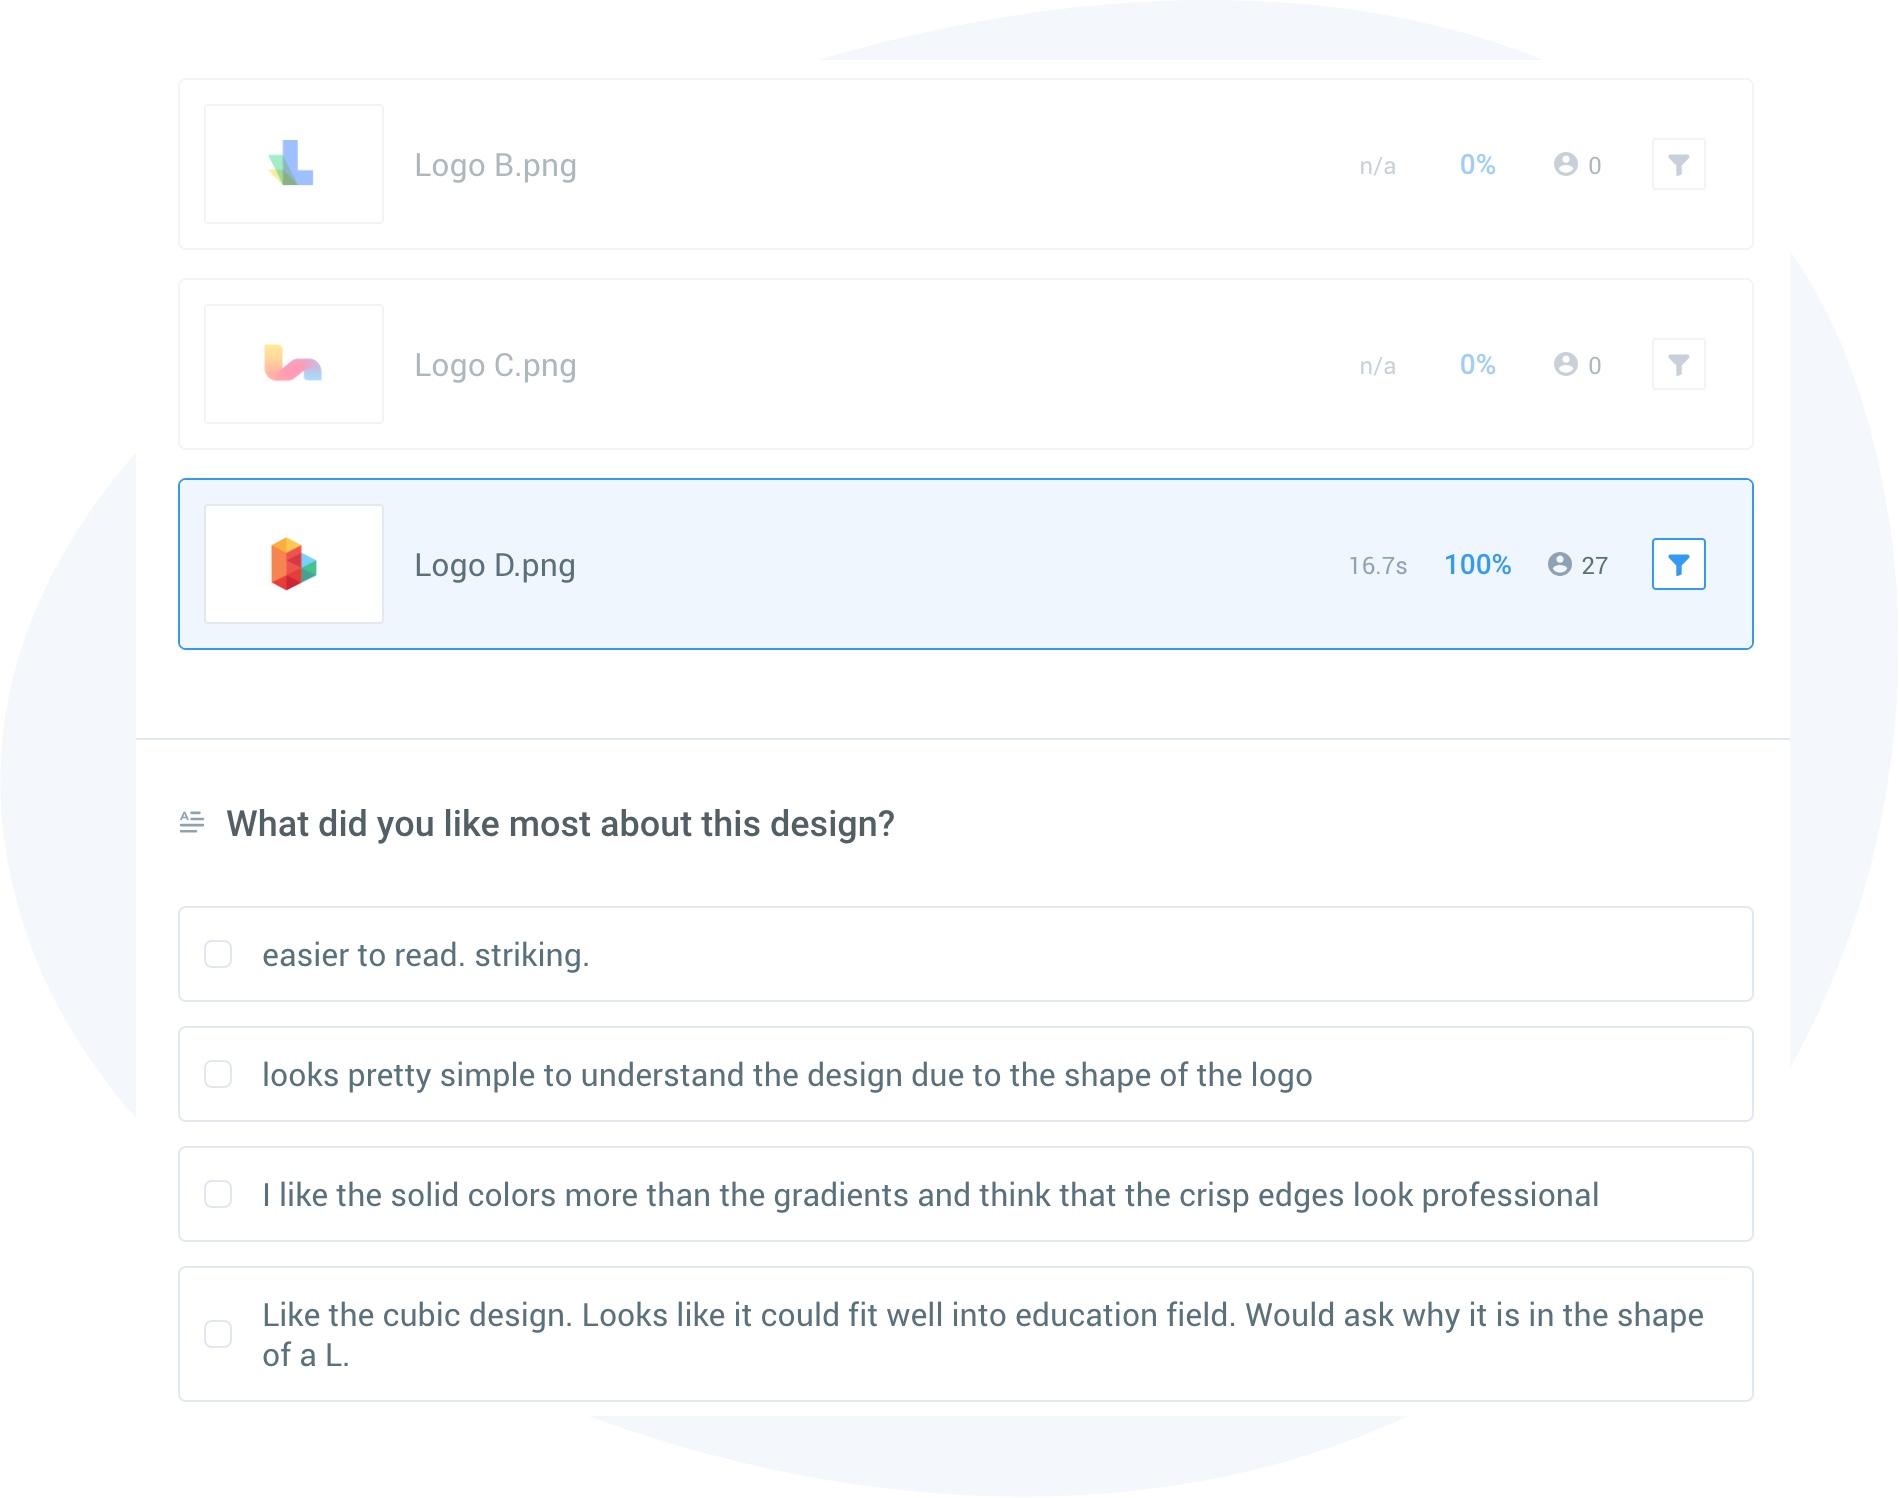 Logo B.png n/a 0% 0
Logo C.png n/a 0% 0
Logo D.png 16.7s 100% 27
What did you like most about this design?
easier to read. striking.
looks pretty simple to understand the design due to the shape of the logo
I like the solid colors more than the gradients and think that the crisp edges look professional
Like the cubic design. Looks like it could fit well into education field. Would ask why it is in the shape
of a L.